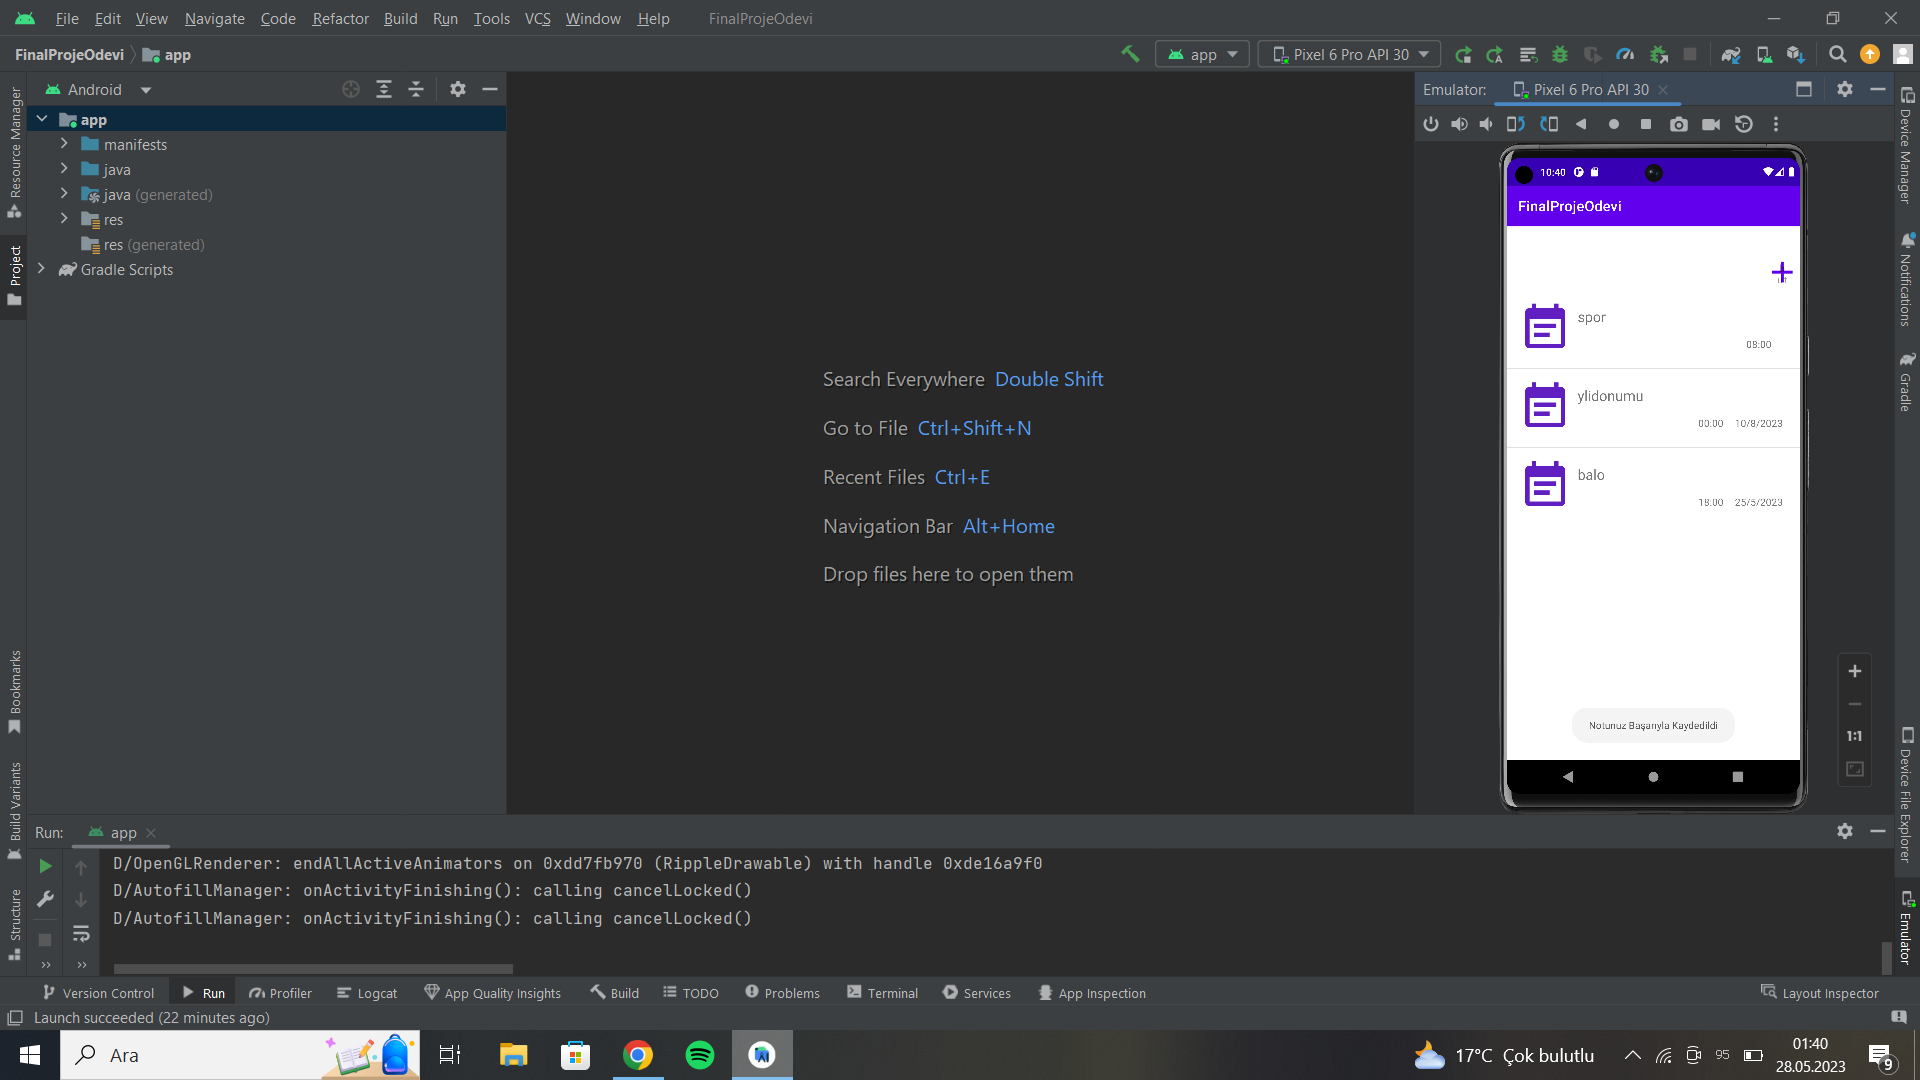 File Edit View Navigate Code Refactor Build Run Tools VCS Window Help FinalProjeOdevi
FinalProjeOdevi app
app Pixel 6 Pro API 30
Android
app
manifests
java
java (generated)
res
res (generated)
Gradle Scripts
Resource Manager
Project
Bookmarks
Build Variants
Structure
Search Everywhere Double Shift
Go to File Ctrl+Shift+N
Recent Files Ctrl+E
Navigation Bar Alt+Home
Drop files here to open them
Emulator: Pixel 6 Pro API 30
10:40
FinalProjeOdevi
spor
08:00
ylidonumu
00:00 10/8/2023
balo
18:00 25/5/2023
Notunuz Başarıyla Kaydedildi
1:1
Device Manager
Notifications
Gradle
Device File Explorer
Emulator
Run: app
D/OpenGLRenderer: endAllActiveAnimators on 0xdd7fb970 (RippleDrawable) with handle 0xde16a9f0
D/AutofillManager: onActivityFinishing(): calling cancelLocked()
D/AutofillManager: onActivityFinishing(): calling cancelLocked()
Version Control Run Profiler Logcat App Quality Insights Build TODO Problems Terminal Services App Inspection Layout Inspector
Launch succeeded (22 minutes ago)
Ara
17°C Çok bulutlu
95
01:40
28.05.2023
9